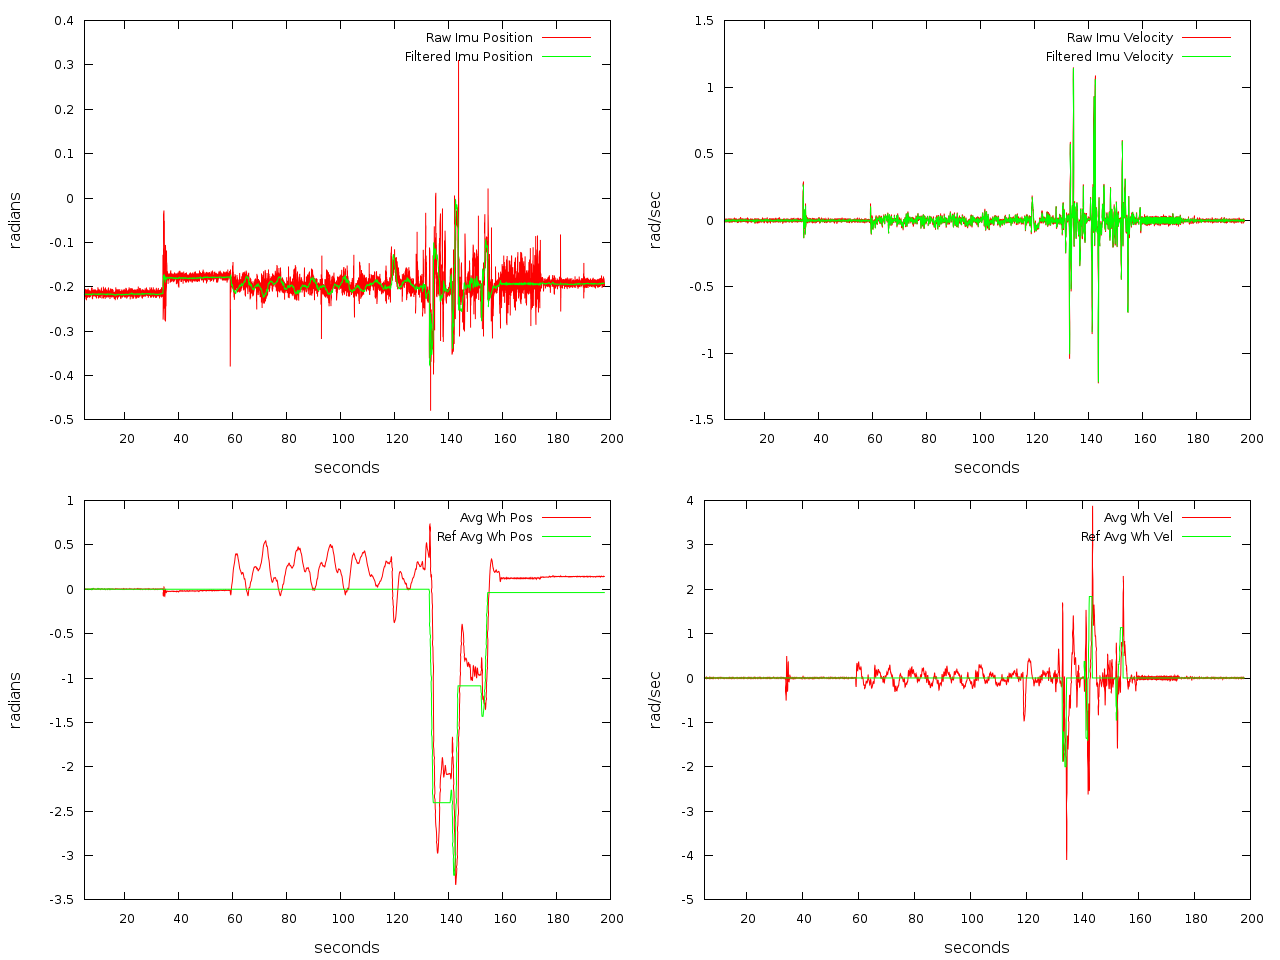 0.4
0.3
0.2
0.1
0
-0.1
-0.2
-0.3
-0.4
-0.5
radians
Raw Imu Position
Filtered Imu Position
20 40 60 80 100 120 140 160 180 200
seconds
1.5
1
0.5
0
-0.5
-1
-1.5
rad/sec
Raw Imu Velocity
Filtered Imu Velocity
20 40 60 80 100 120 140 160 180 200
seconds
1
0.5
0
-0.5
-1
-1.5
-2
-2.5
-3
-3.5
radians
Avg Wh Pos
Ref Avg Wh Pos
20 40 60 80 100 120 140 160 180 200
seconds
4
3
2
1
0
-1
-2
-3
-4
-5
rad/sec
Avg Wh Vel
Ref Avg Wh Vel
20 40 60 80 100 120 140 160 180 200
seconds